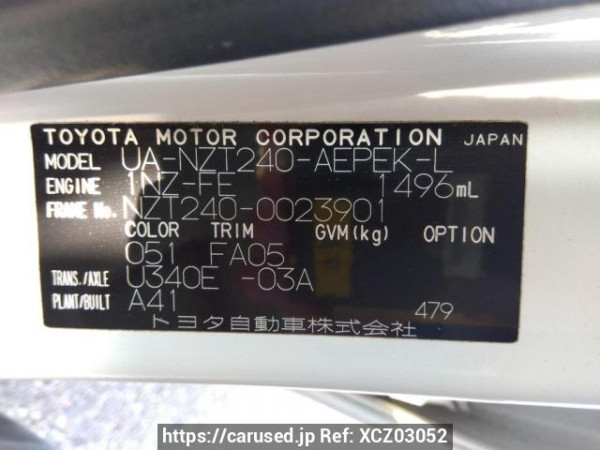 TOYOTA MOTOR CORPORATION JAPAN
MODEL UA-NZT240-AEPEK-L
ENGINE 1NZ-FE 1496mL
FRAME No. NZT240-0023901
COLOR TRIM GVM(kg) OPTION
051 FA05
TRANS./AXLE U340E -03A
PLANT/BUILT A41 479
トヨタ自動車株式会社
https://carused.jp Ref: XCZ03052